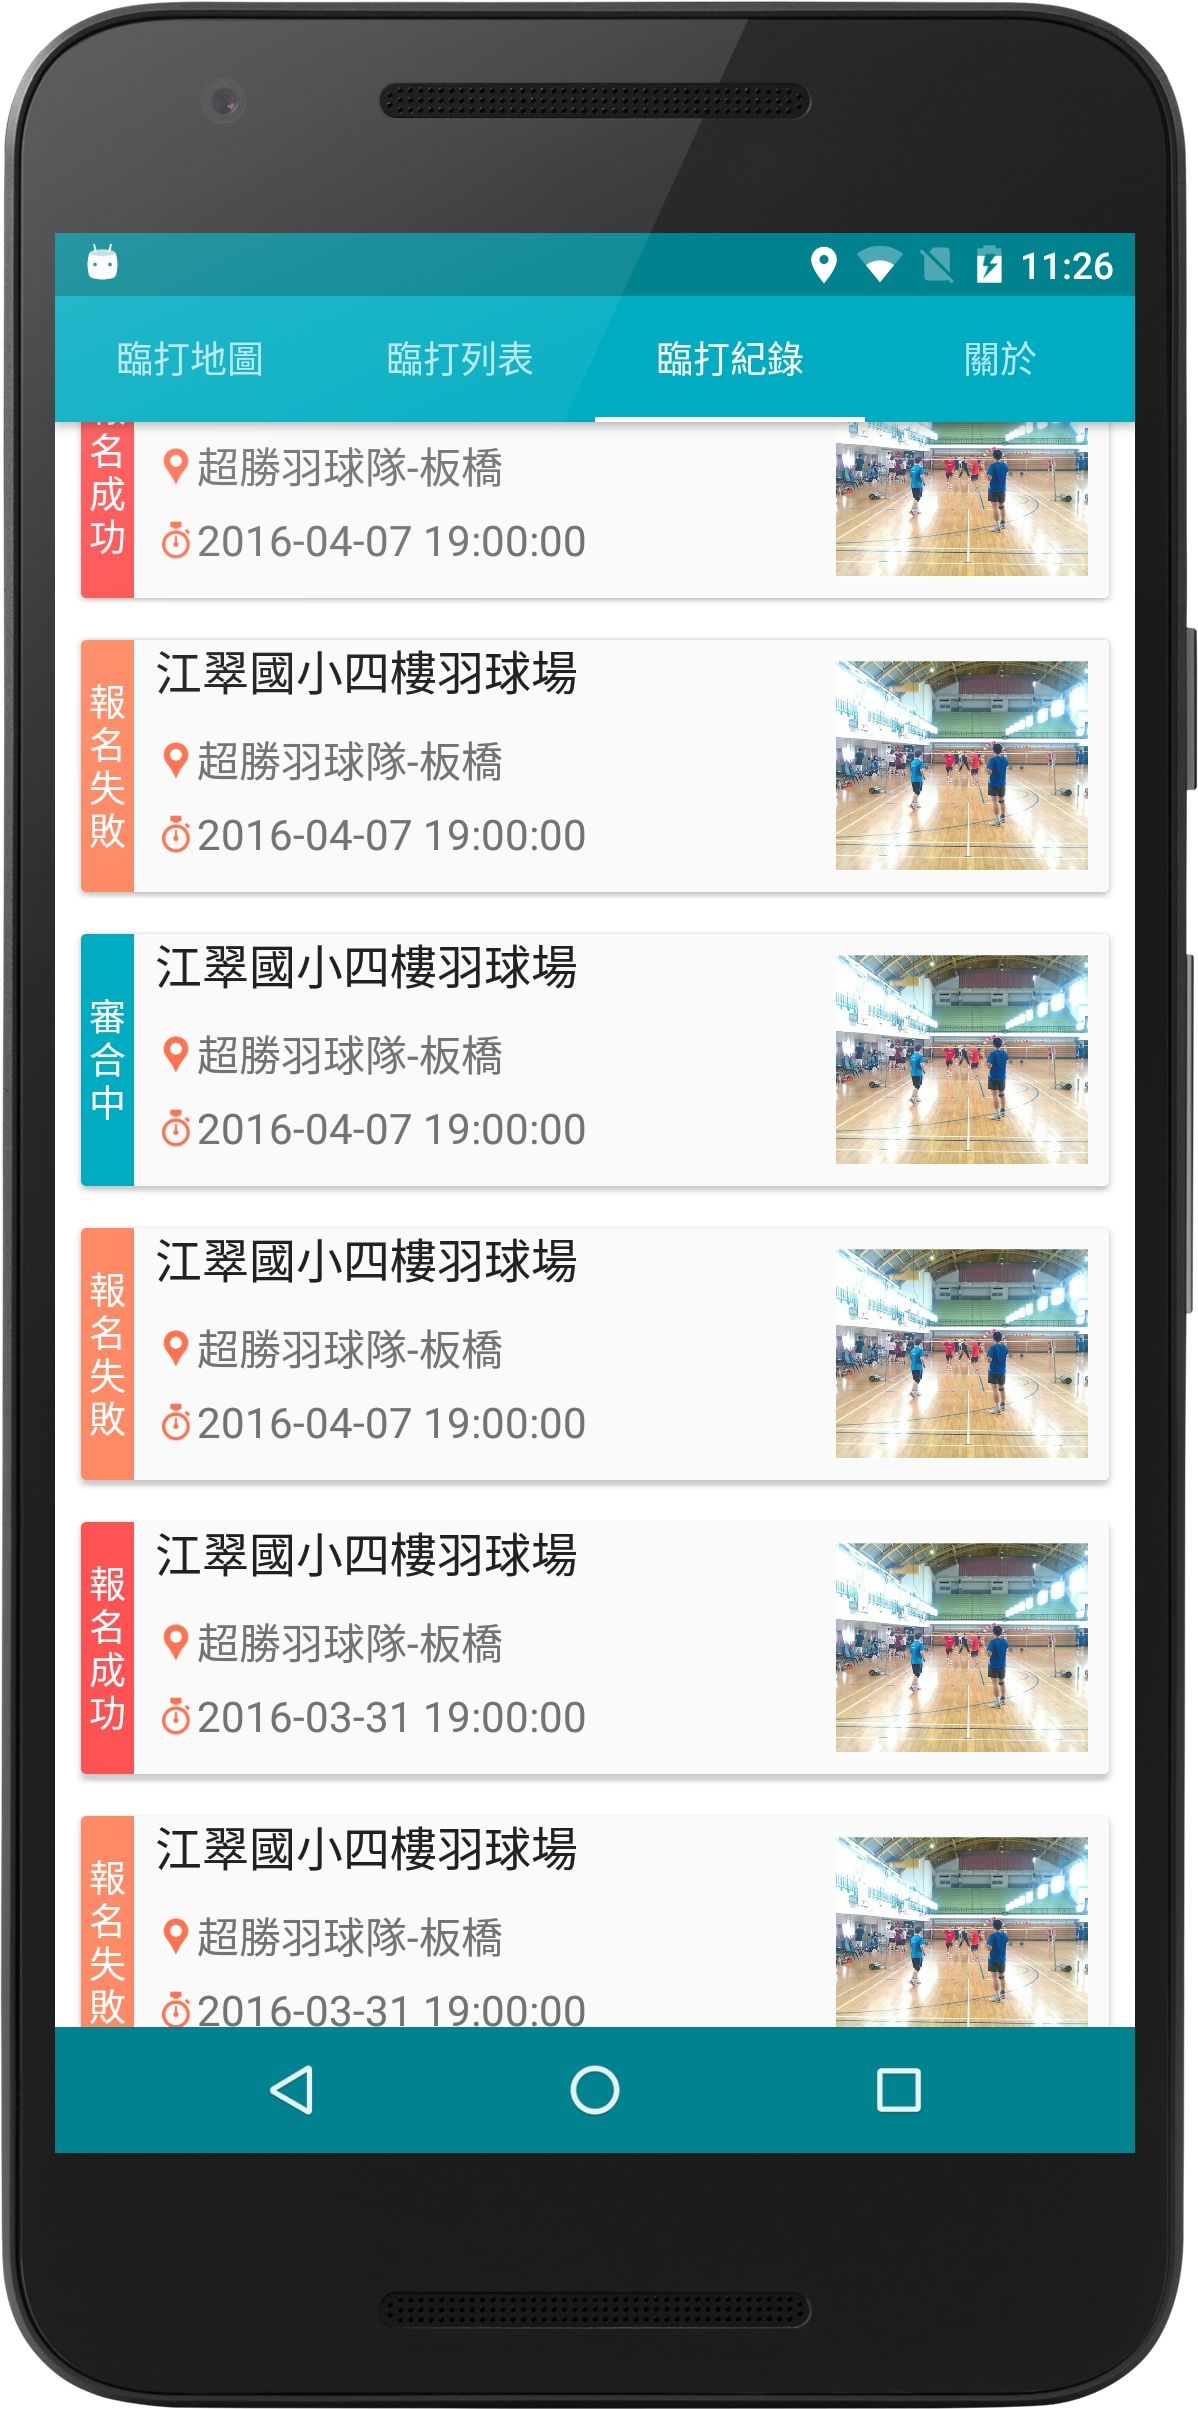 11:26
臨打地圖 臨打列表 臨打紀錄 關於
名成功
超勝羽球隊-板橋
2016-04-07 19:00:00
報名失敗
江翠國小四樓羽球場
超勝羽球隊-板橋
2016-04-07 19:00:00
審合中
江翠國小四樓羽球場
超勝羽球隊-板橋
2016-04-07 19:00:00
報名失敗
江翠國小四樓羽球場
超勝羽球隊-板橋
2016-04-07 19:00:00
報名成功
江翠國小四樓羽球場
超勝羽球隊-板橋
2016-03-31 19:00:00
報名失敗
江翠國小四樓羽球場
超勝羽球隊-板橋
2016-03-31 19:00:00